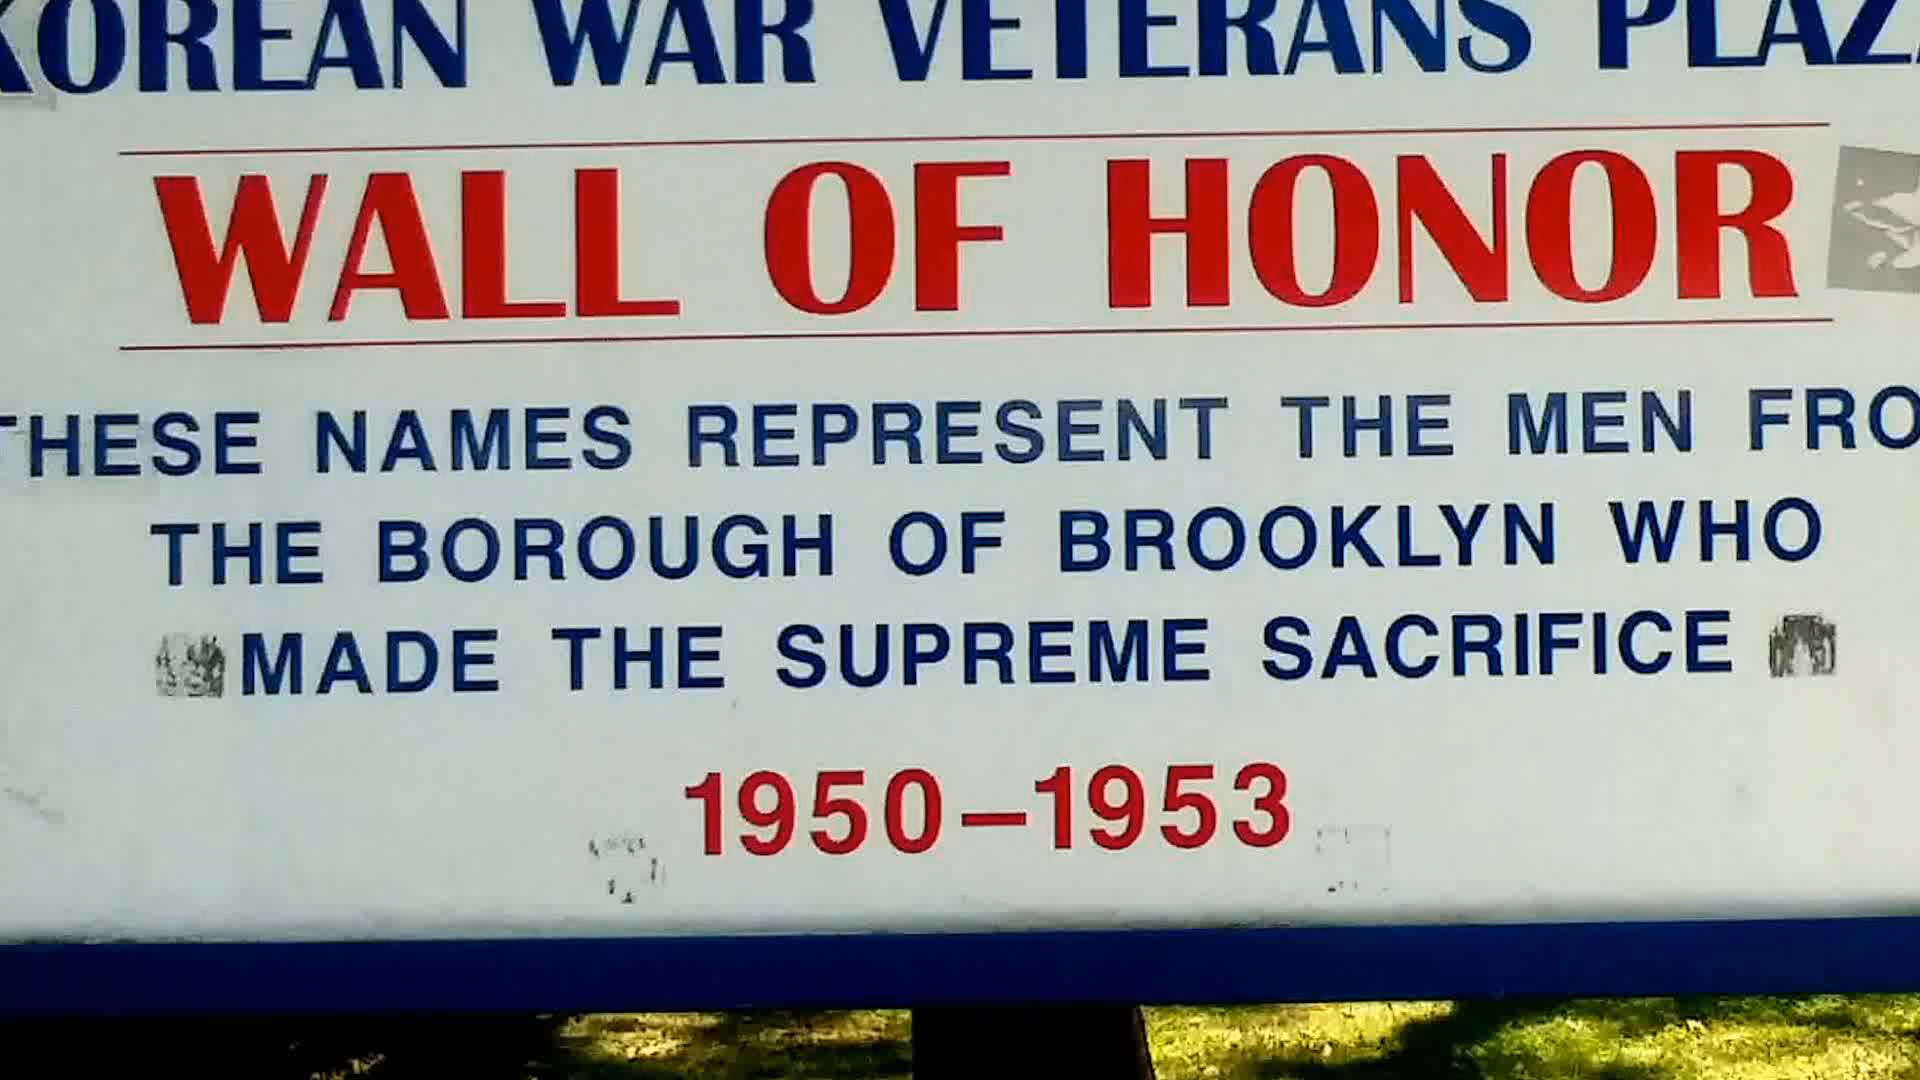 KOREAN WAR VETERANS PLAZ
WALL OF HONOR
THESE NAMES REPRESENT THE MEN FRO
THE BOROUGH OF BROOKLYN WHO
MADE THE SUPREME SACRIFICE
1950–1953